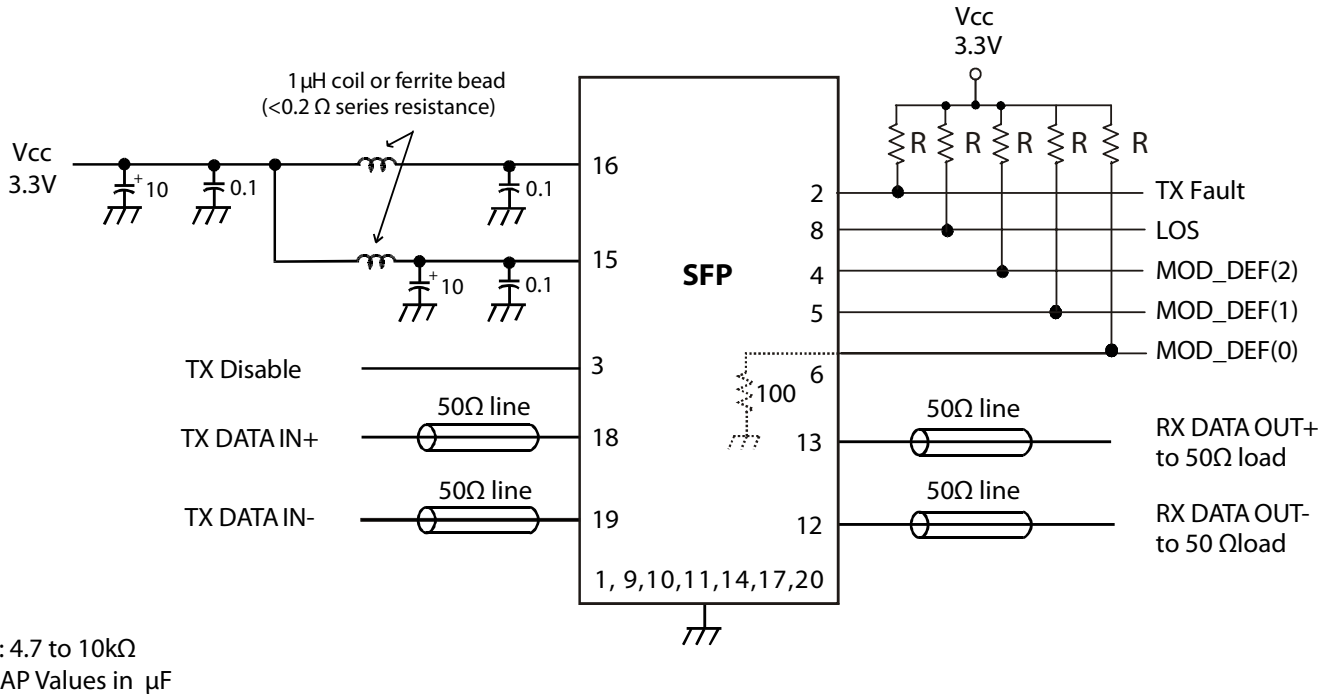 Vcc
3.3V
1µH coil or ferrite bead
(<0.2 Ω series resistance)
Vcc
3.3V
+
10
0.1
0.1
16
+
10
0.1
15
R
R
R
R
R
2
TX Fault
8
LOS
SFP
4
MOD_DEF(2)
5
MOD_DEF(1)
MOD_DEF(0)
6
TX Disable
3
100
50Ω line
TX DATA IN+
18
50Ω line
13
RX DATA OUT+
to 50Ω load
50Ω line
TX DATA IN-
19
50Ω line
12
RX DATA OUT-
to 50 Ωload
1, 9,10,11,14,17,20
: 4.7 to 10kΩ
AP Values in µF